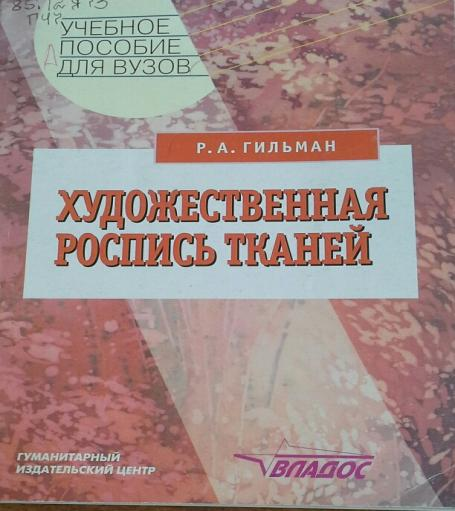 УЧЕБНОЕ
ПОСОБИЕ
ДЛЯ ВУЗОВ
Р. А. ГИЛЬМАН
ХУДОЖЕСТВЕННАЯ
РОСПИСЬ ТКАНЕЙ
ГУМАНИТАРНЫЙ
ИЗДАТЕЛЬСКИЙ ЦЕНТР
ВЛАДОС